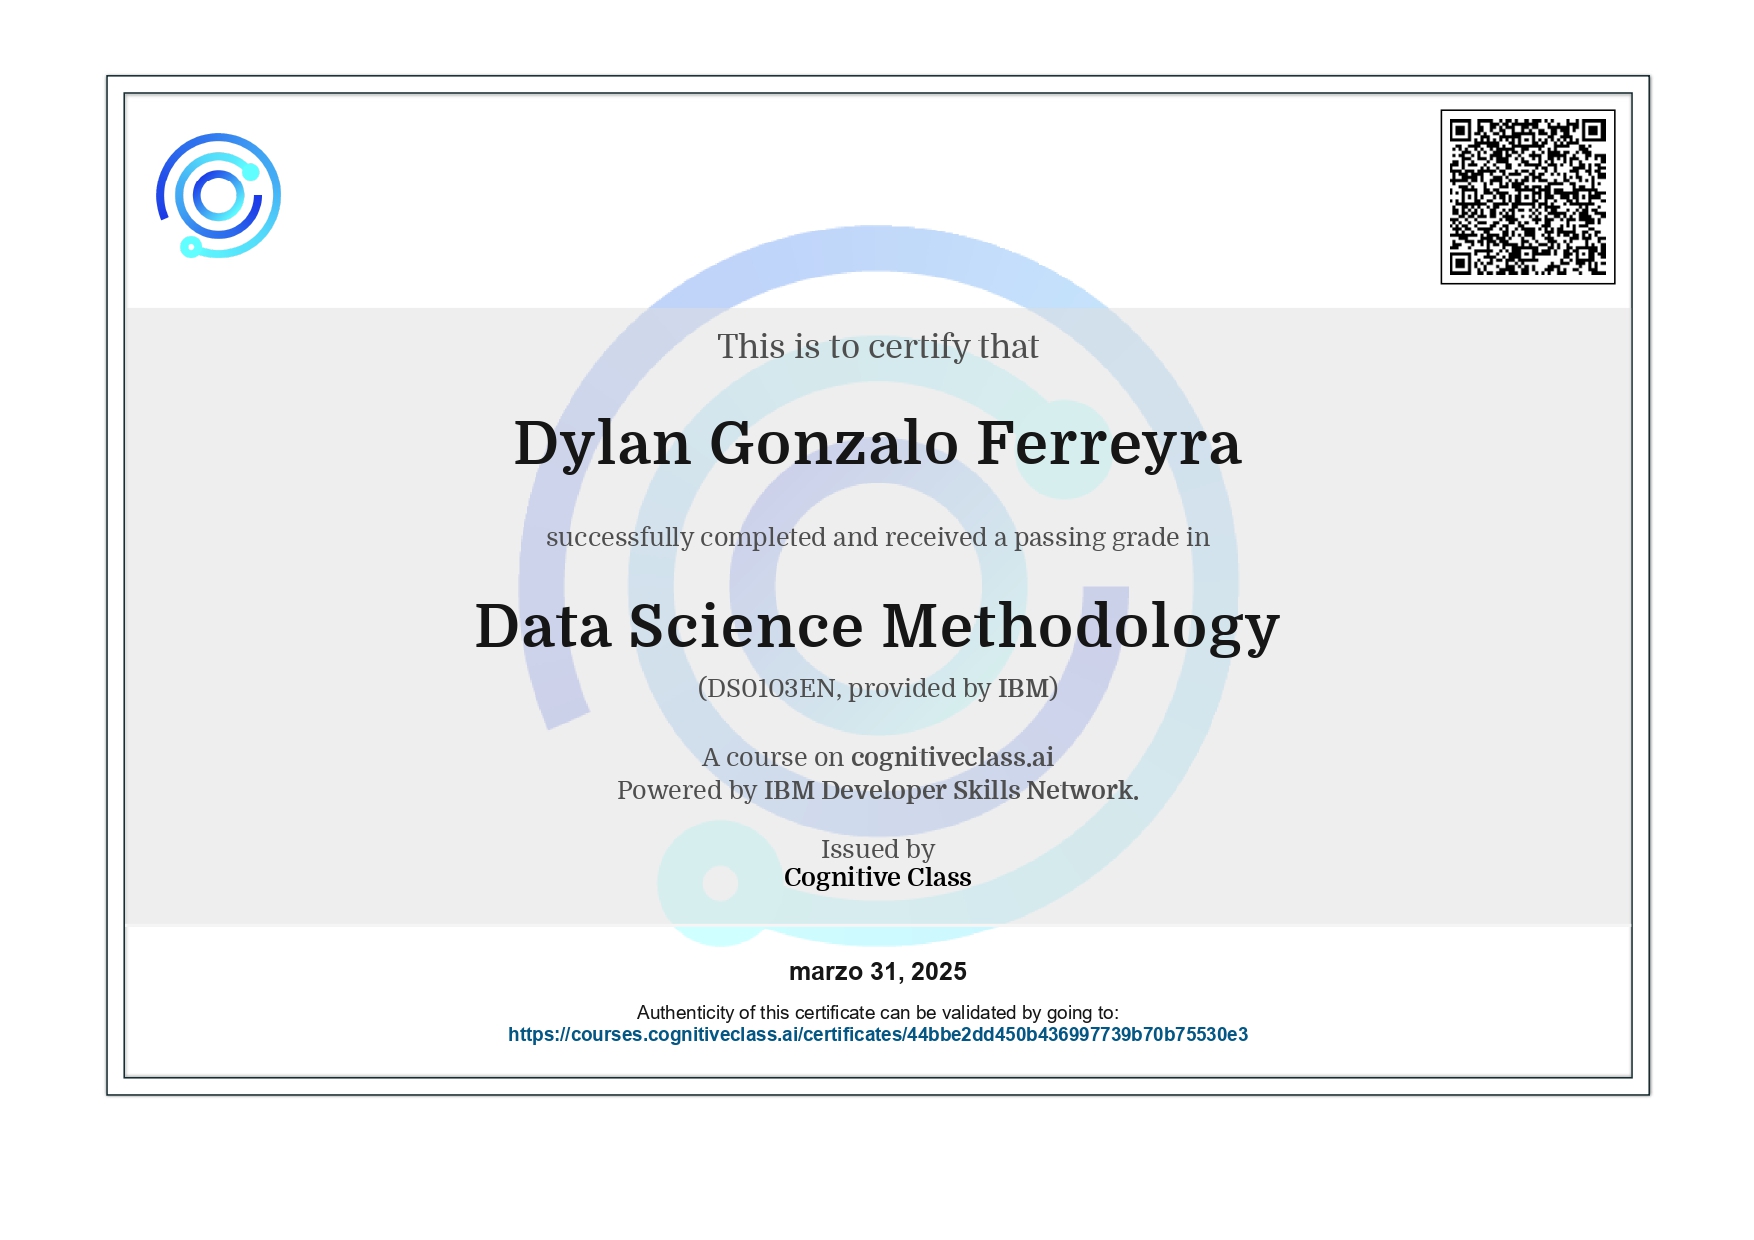 This is to certify that
Dylan Gonzalo Ferreyra
successfully completed and received a passing grade in
Data Science Methodology
(DS0103EN, provided by IBM)
A course on cognitiveclass.ai
Powered by IBM Developer Skills Network.
Issued by
Cognitive Class
marzo 31, 2025
Authenticity of this certificate can be validated by going to:
https://courses.cognitiveclass.ai/certificates/44bbe2dd450b436997739b70b75530e3